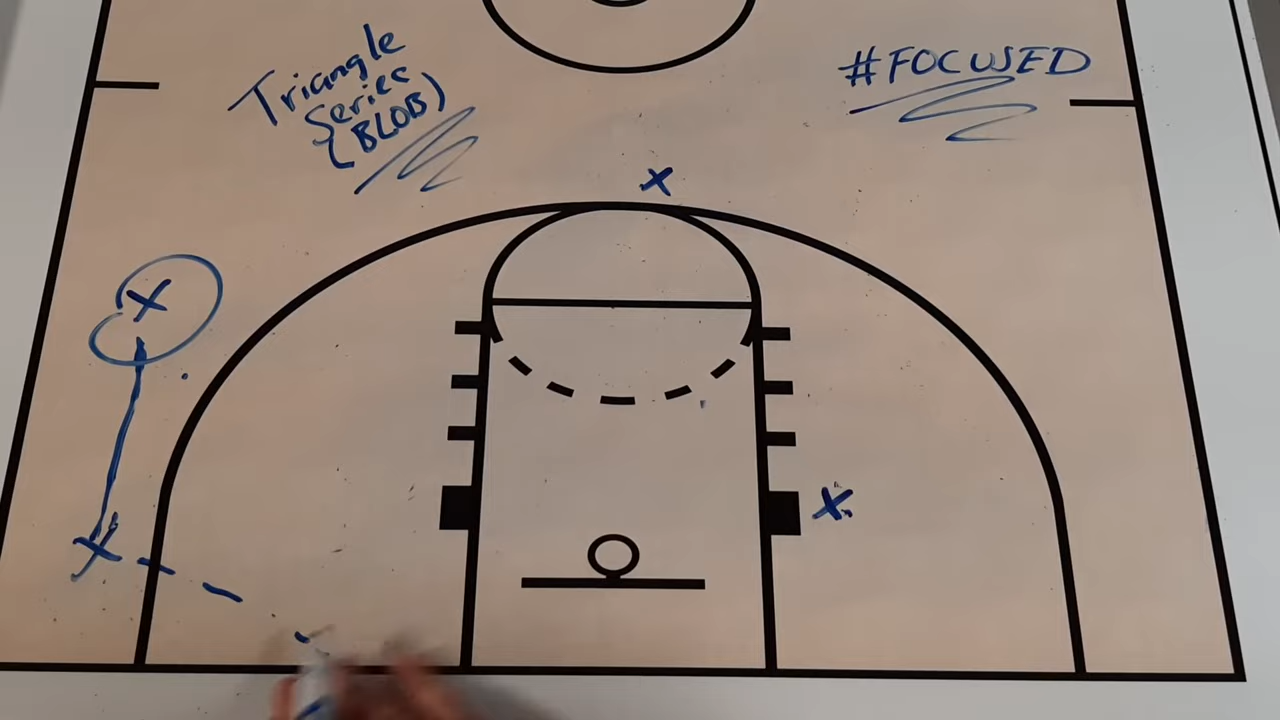 Triangle
Series
(BLOB)
#FOCUSED
X
X
X
X